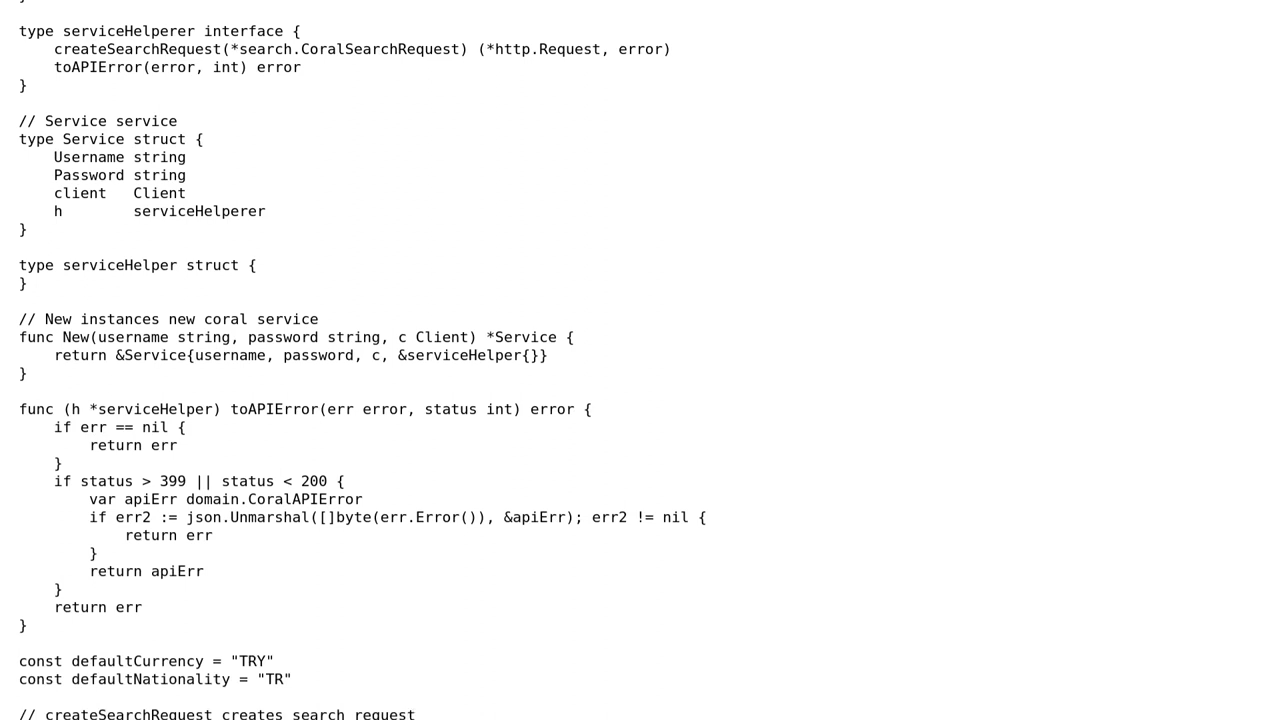 }
type serviceHelperer interface {
    createSearchRequest(*search.CoralSearchRequest) (*http.Request, error)
    toAPIError(error, int) error
}
// Service service
type Service struct {
    Username string
    Password string
    client   Client
    h        serviceHelperer
}
type serviceHelper struct {
}
// New instances new coral service
func New(username string, password string, c Client) *Service {
    return &Service{username, password, c, &serviceHelper{}}
}
func (h *serviceHelper) toAPIError(err error, status int) error {
    if err == nil {
        return err
    }
    if status > 399 || status < 200 {
        var apiErr domain.CoralAPIError
        if err2 := json.Unmarshal([]byte(err.Error()), &apiErr); err2 != nil {
            return err
        }
        return apiErr
    }
    return err
}
const defaultCurrency = "TRY"
const defaultNationality = "TR"
// createSearchRequest creates search request